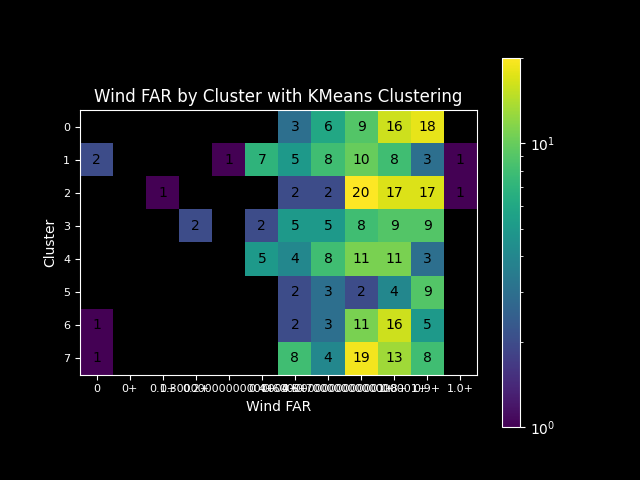 Wind FAR by Cluster with KMeans Clustering
0 3 6 9 16 18
1 2 1 7 5 8 10 8 3 1
2 1 2 2 20 17 17 1
3 2 2 5 5 8 9 9
4 5 4 8 11 11 3
5 2 3 2 4 9
6 1 2 3 11 16 5
7 1 8 4 19 13 8
Cluster
0 0+ 0.9+ 1.0+
Wind FAR
10¹
10⁰